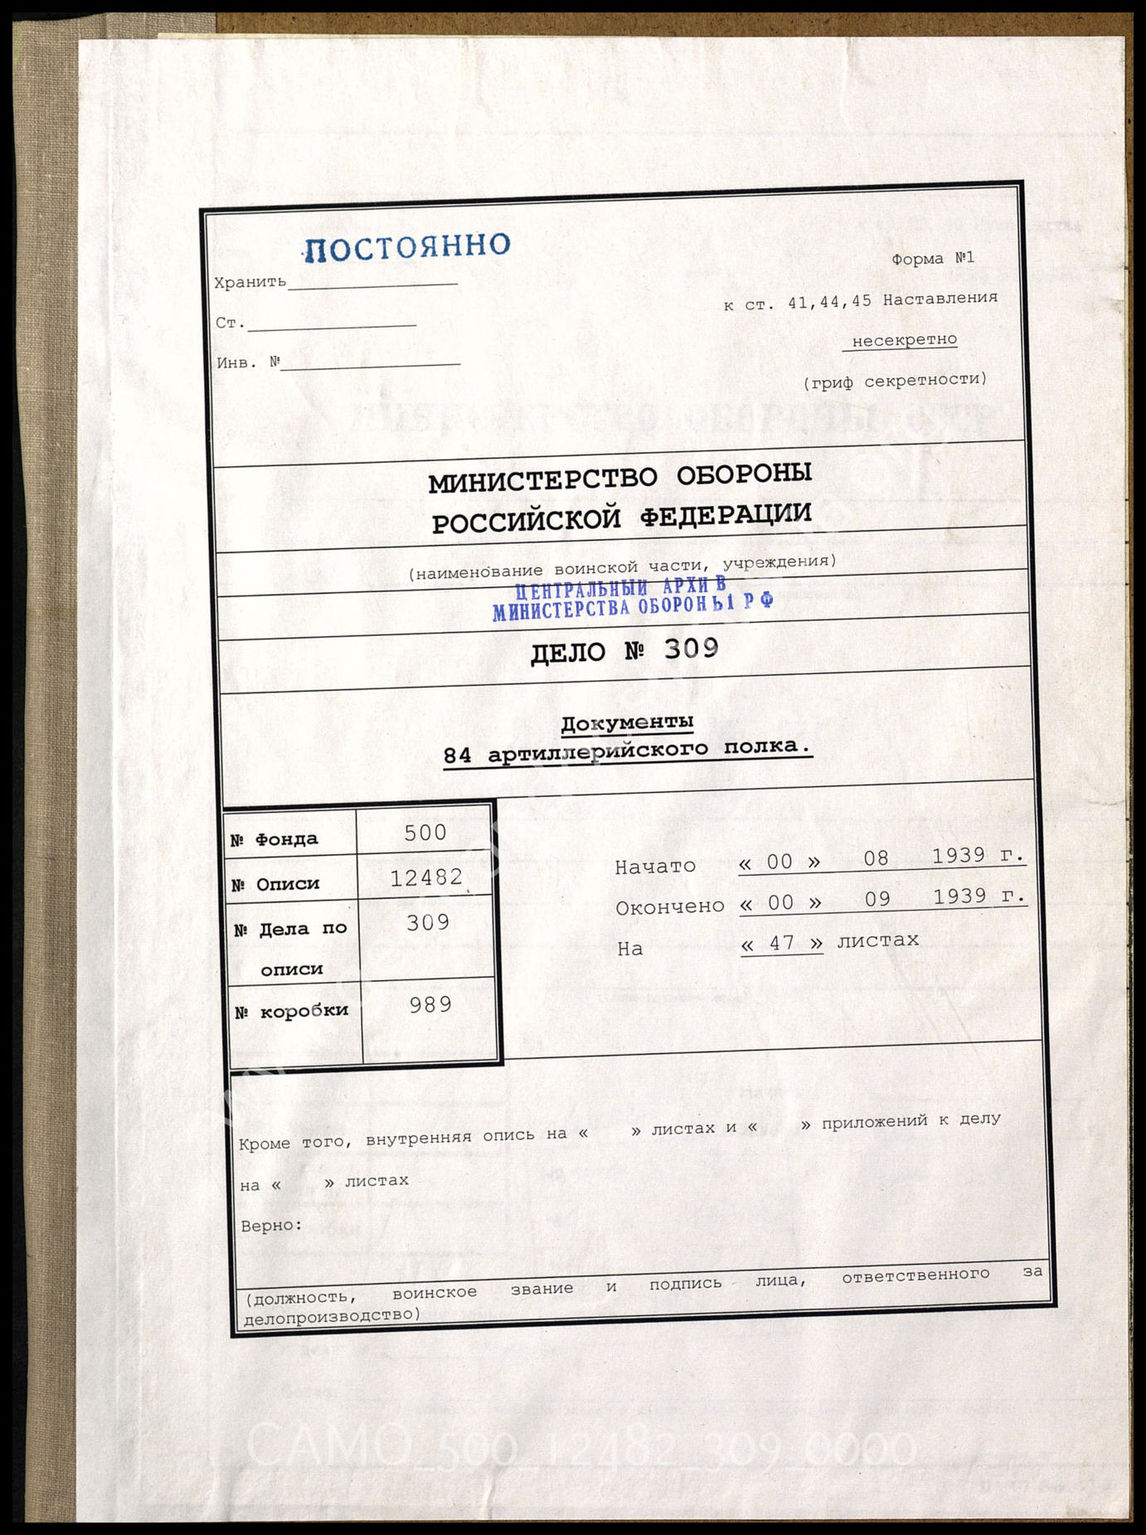 ПОСТОЯННО
Хранить
Форма №1
Ст.
к ст. 41,44,45 Наставления
Инв. №
несекретно
(гриф секретности)
МИНИСТЕРСТВО ОБОРОНЫ
РОССИЙСКОЙ ФЕДЕРАЦИИ
(наименование воинской части, учреждения)
ЦЕНТРАЛЬНЫЙ АРХИВ
МИНИСТЕРСТВА ОБОРОНЫ РФ
ДЕЛО № 309
Документы
84 артиллерийского полка.
№ Фонда 500
№ Описи 12482
№ Дела по описи 309
№ коробки 989
Начато « 00 » 08 1939 г.
Окончено « 00 » 09 1939 г.
На « 47 » листах
Кроме того, внутренняя опись на « » листах и « » приложений к делу
на « » листах
Верно:
(должность, воинское звание и подпись лица, ответственного за
делопроизводство)
CAMO_500_12482_309_0000